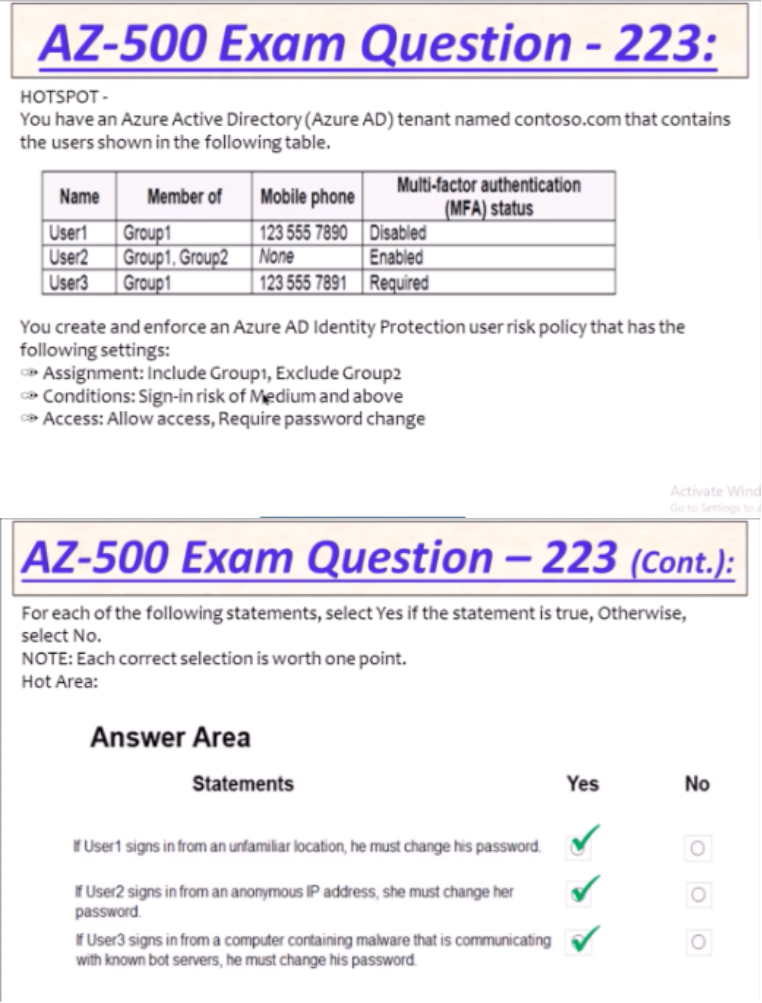 AZ-500 Exam Question - 223:
HOTSPOT -
You have an Azure Active Directory (Azure AD) tenant named contoso.com that contains
the users shown in the following table.
Name Member of Mobile phone Multi-factor authentication (MFA) status
User1 Group1 123 555 7890 Disabled
User2 Group1, Group2 None Enabled
User3 Group1 123 555 7891 Required
You create and enforce an Azure AD Identity Protection user risk policy that has the
following settings:
Assignment: Include Group1, Exclude Group2
Conditions: Sign-in risk of Medium and above
Access: Allow access, Require password change
Activate Wind
Go to Settings to a
AZ-500 Exam Question – 223 (Cont.):
For each of the following statements, select Yes if the statement is true, Otherwise,
select No.
NOTE: Each correct selection is worth one point.
Hot Area:
Answer Area
Statements Yes No
If User1 signs in from an unfamiliar location, he must change his password.
If User2 signs in from an anonymous IP address, she must change her
password.
If User3 signs in from a computer containing malware that is communicating
with known bot servers, he must change his password.